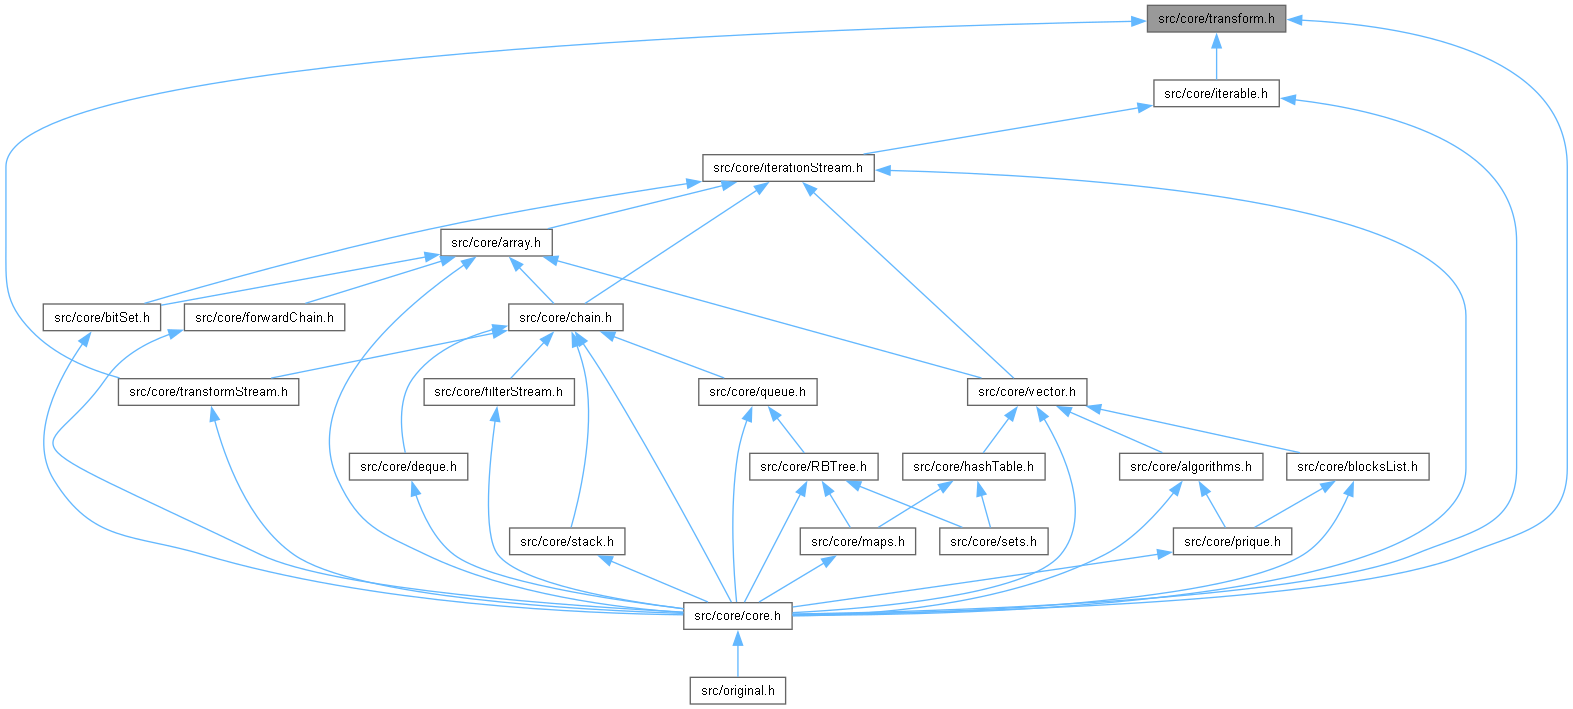 src/core/transform.h
src/core/iterable.h
src/core/iterationStream.h
src/core/array.h
src/core/bitSet.h
src/core/forwardChain.h
src/core/chain.h
src/core/transformStream.h
src/core/filterStream.h
src/core/queue.h
src/core/vector.h
src/core/deque.h
src/core/RBTree.h
src/core/hashTable.h
src/core/algorithms.h
src/core/blocksList.h
src/core/stack.h
src/core/maps.h
src/core/sets.h
src/core/prique.h
src/core/core.h
src/original.h